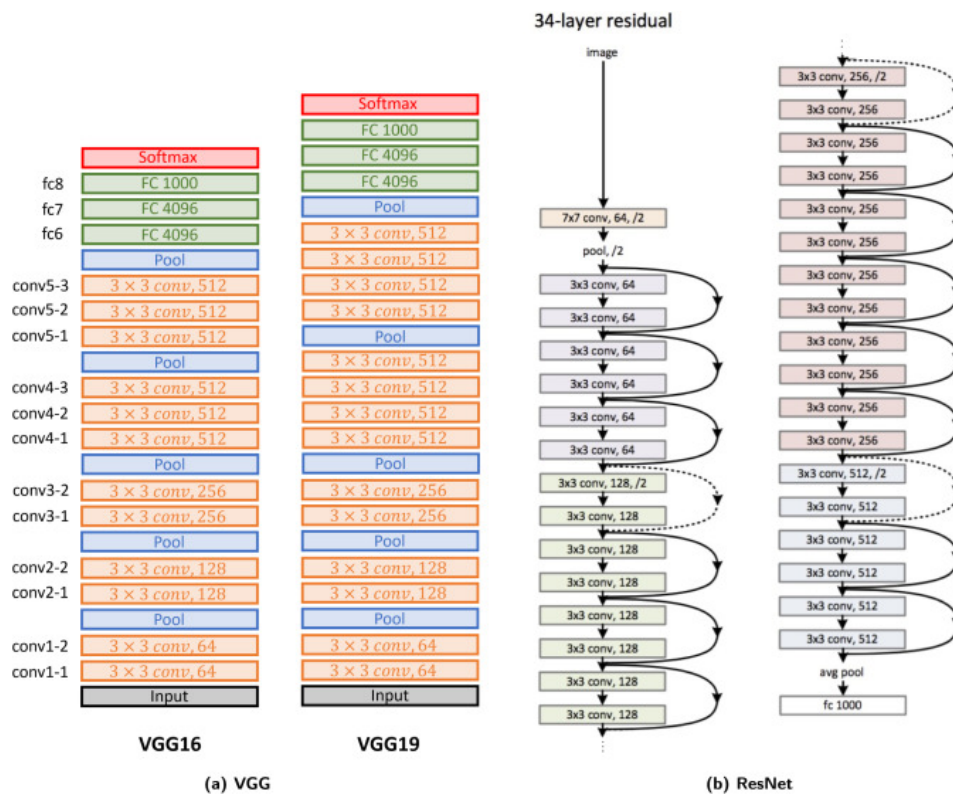 Softmax
fc8 FC 1000
fc7 FC 4096
fc6 FC 4096
Pool
conv5-3 3 × 3 conv, 512
conv5-2 3 × 3 conv, 512
conv5-1 3 × 3 conv, 512
Pool
conv4-3 3 × 3 conv, 512
conv4-2 3 × 3 conv, 512
conv4-1 3 × 3 conv, 512
Pool
conv3-2 3 × 3 conv, 256
conv3-1 3 × 3 conv, 256
Pool
conv2-2 3 × 3 conv, 128
conv2-1 3 × 3 conv, 128
Pool
conv1-2 3 × 3 conv, 64
conv1-1 3 × 3 conv, 64
Input
VGG16
Softmax
FC 1000
FC 4096
FC 4096
Pool
3 × 3 conv, 512
3 × 3 conv, 512
3 × 3 conv, 512
3 × 3 conv, 512
Pool
3 × 3 conv, 512
3 × 3 conv, 512
3 × 3 conv, 512
3 × 3 conv, 512
Pool
3 × 3 conv, 256
3 × 3 conv, 256
Pool
3 × 3 conv, 128
3 × 3 conv, 128
Pool
3 × 3 conv, 64
3 × 3 conv, 64
Input
VGG19
(a) VGG
34-layer residual
image
7x7 conv, 64, /2
pool, /2
3x3 conv, 64
3x3 conv, 64
3x3 conv, 64
3x3 conv, 64
3x3 conv, 64
3x3 conv, 64
3x3 conv, 128, /2
3x3 conv, 128
3x3 conv, 128
3x3 conv, 128
3x3 conv, 128
3x3 conv, 128
3x3 conv, 128
3x3 conv, 128
3x3 conv, 256, /2
3x3 conv, 256
3x3 conv, 256
3x3 conv, 256
3x3 conv, 256
3x3 conv, 256
3x3 conv, 256
3x3 conv, 256
3x3 conv, 256
3x3 conv, 256
3x3 conv, 256
3x3 conv, 256
3x3 conv, 512, /2
3x3 conv, 512
3x3 conv, 512
3x3 conv, 512
3x3 conv, 512
3x3 conv, 512
avg pool
fc 1000
(b) ResNet